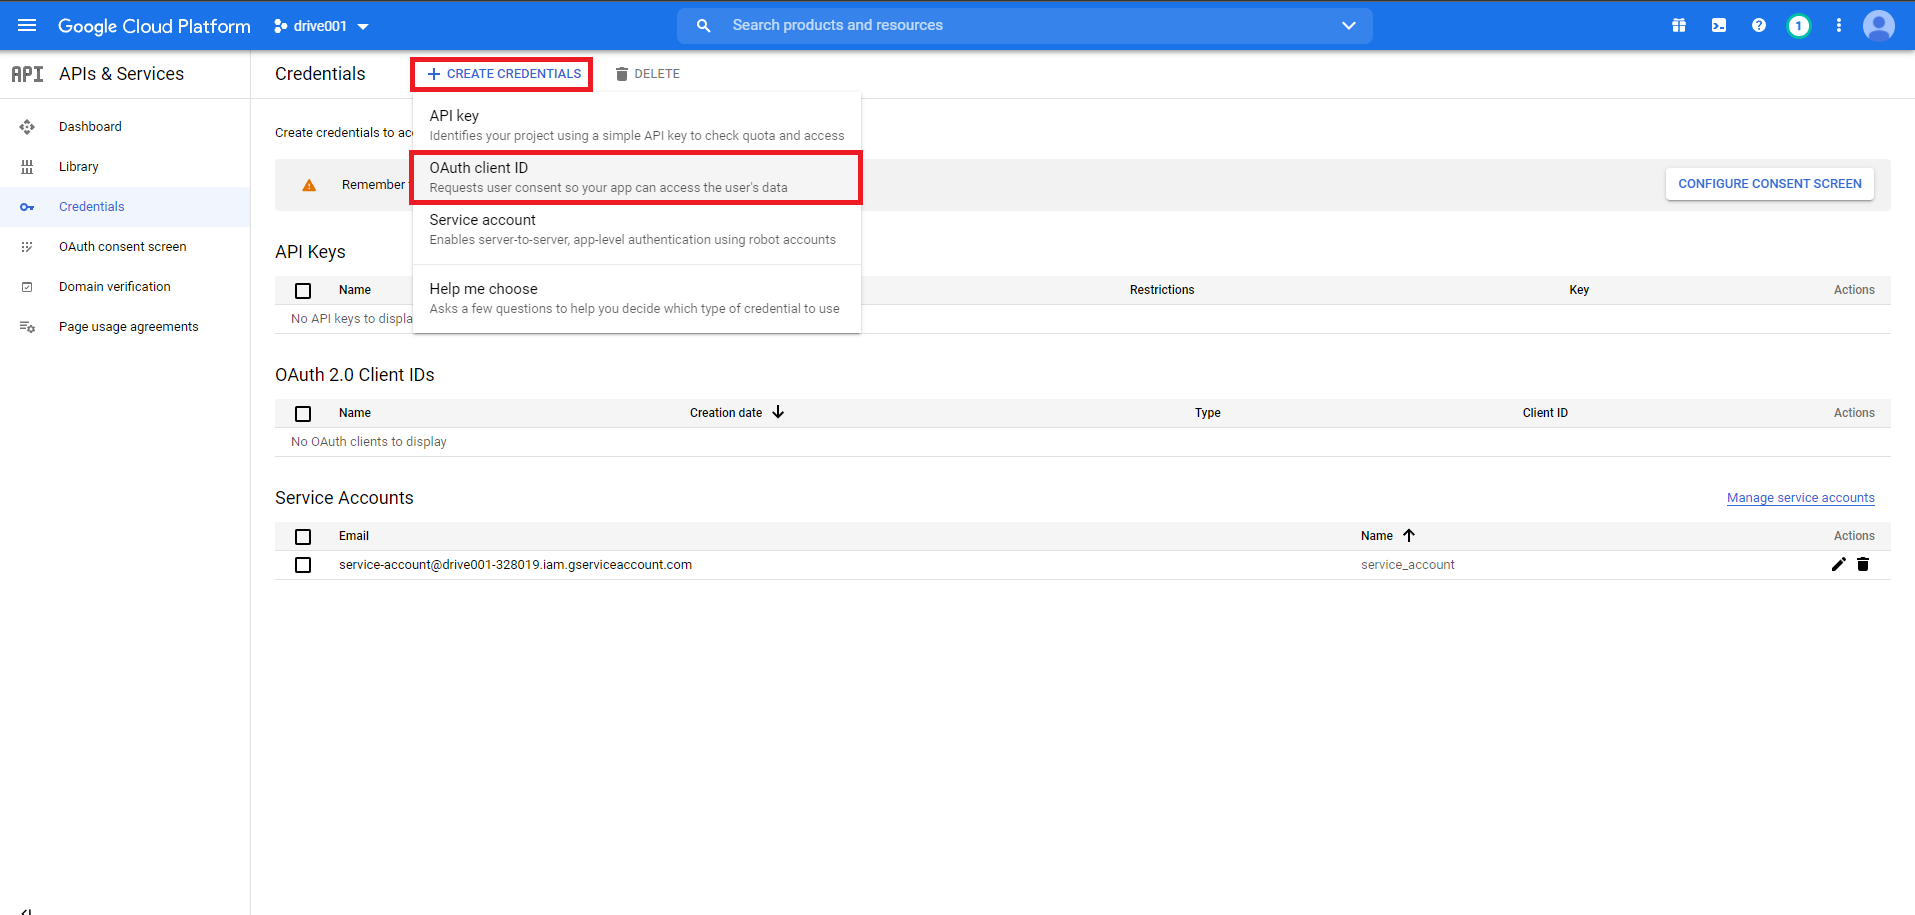 Google Cloud Platform
drive001
Search products and resources
1
API
APIs & Services
Credentials
CREATE CREDENTIALS
DELETE
Dashboard
Library
Credentials
OAuth consent screen
Domain verification
Page usage agreements
Create credentials to
API key
Identifies your project using a simple API key to check quota and access
OAuth client ID
Requests user consent so your app can access the user's data
Service account
Enables server-to-server, app-level authentication using robot accounts
Help me choose
Asks a few questions to help you decide which type of credential to use
Remember
CONFIGURE CONSENT SCREEN
API Keys
Name Restrictions Key Actions
No API keys to
OAuth 2.0 Client IDs
Name Creation date Type Client ID Actions
No OAuth clients to display
Service Accounts
Manage service accounts
Email Name Actions
service-account@drive001-328019.iam.gserviceaccount.com service_account